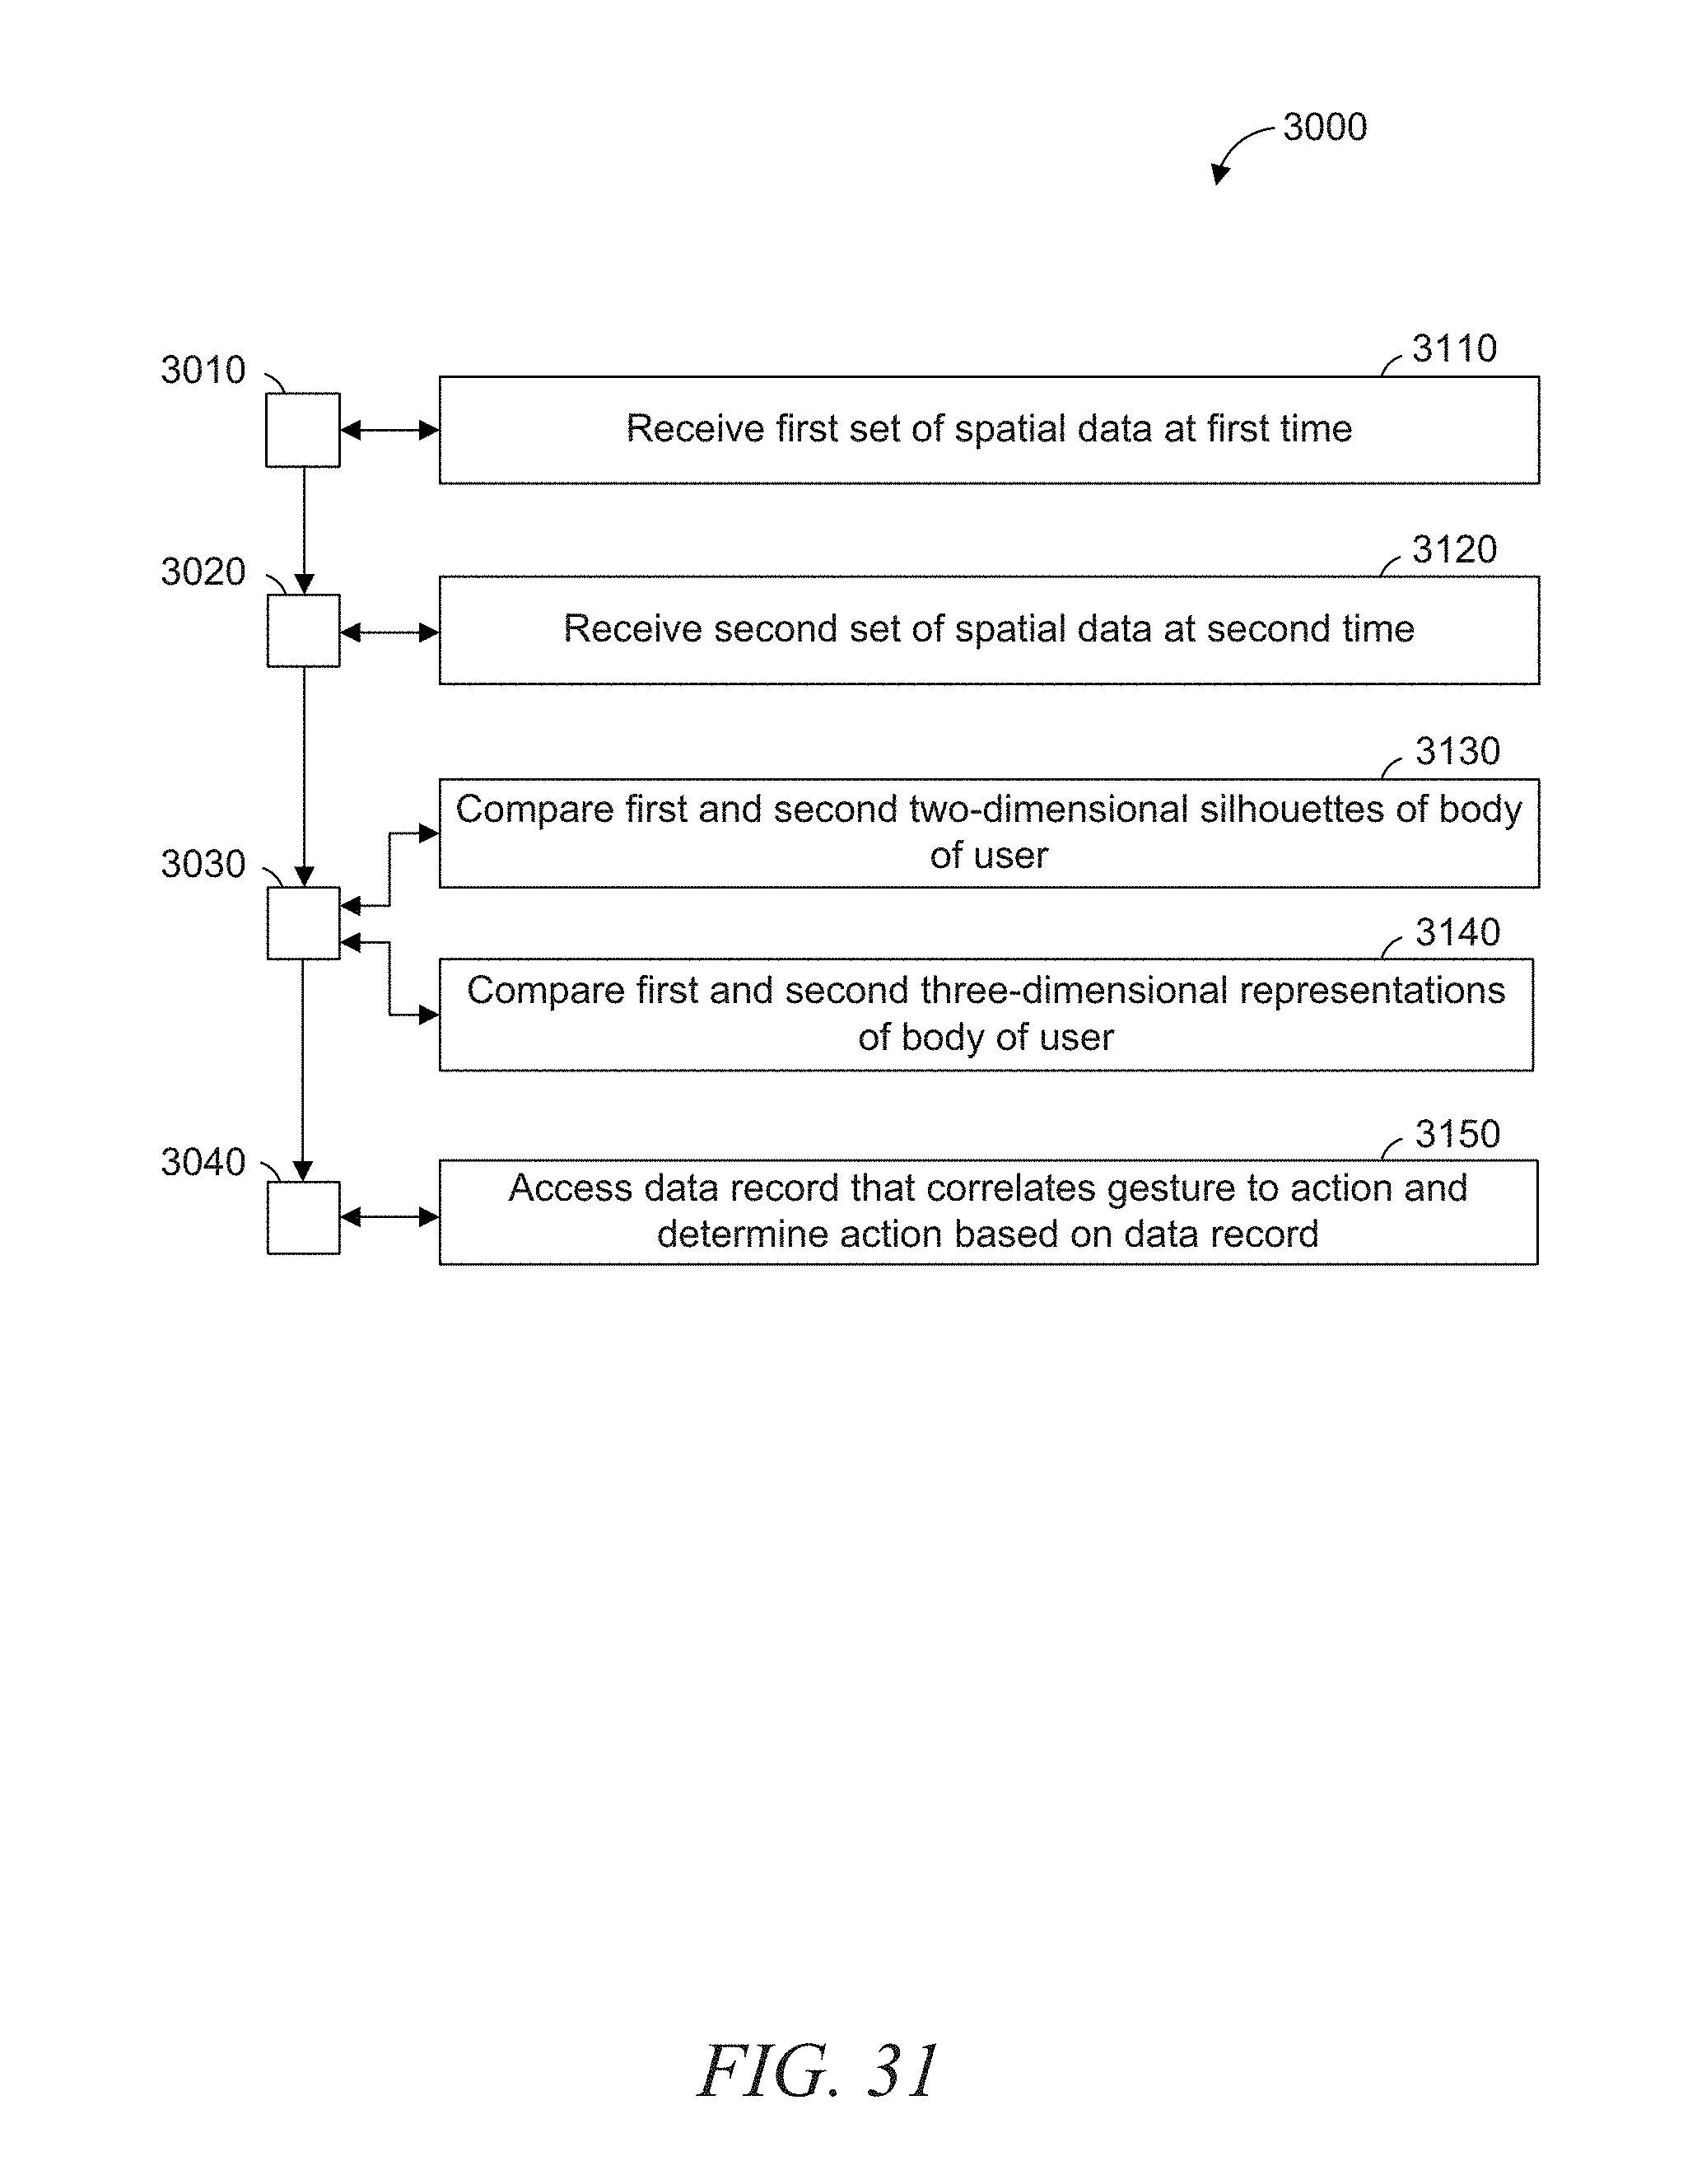 3000
3010
3110
Receive first set of spatial data at first time
3020
3120
Receive second set of spatial data at second time
3130
Compare first and second two-dimensional silhouettes of body
of user
3030
3140
Compare first and second three-dimensional representations
of body of user
3040
3150
Access data record that correlates gesture to action and
determine action based on data record
FIG. 31